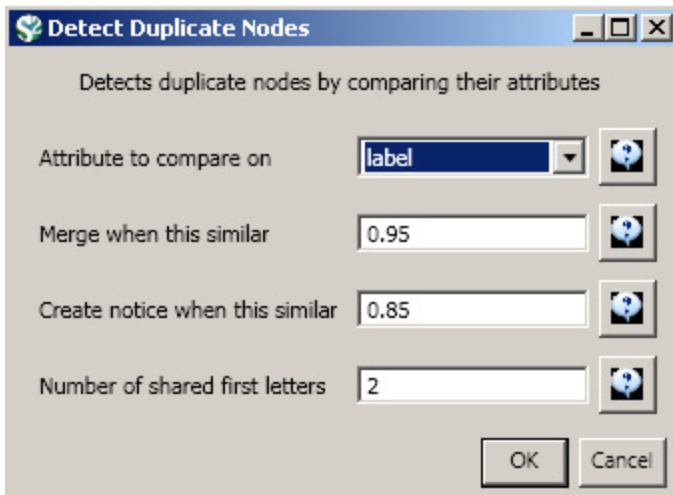 Detect Duplicate Nodes
Detects duplicate nodes by comparing their attributes
Attribute to compare on label
Merge when this similar 0.95
Create notice when this similar 0.85
Number of shared first letters 2
OK Cancel